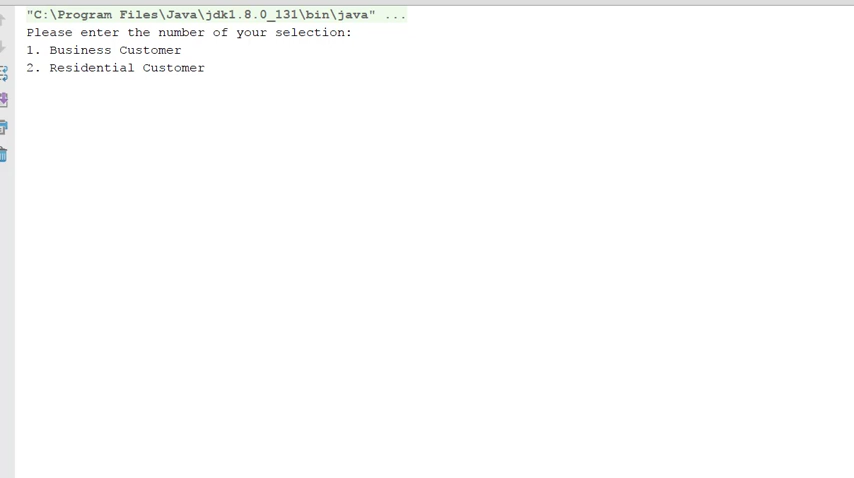 "C:\Program Files\Java\jdk1.8.0_131\bin\java" ...
Please enter the number of your selection:
1. Business Customer
2. Residential Customer